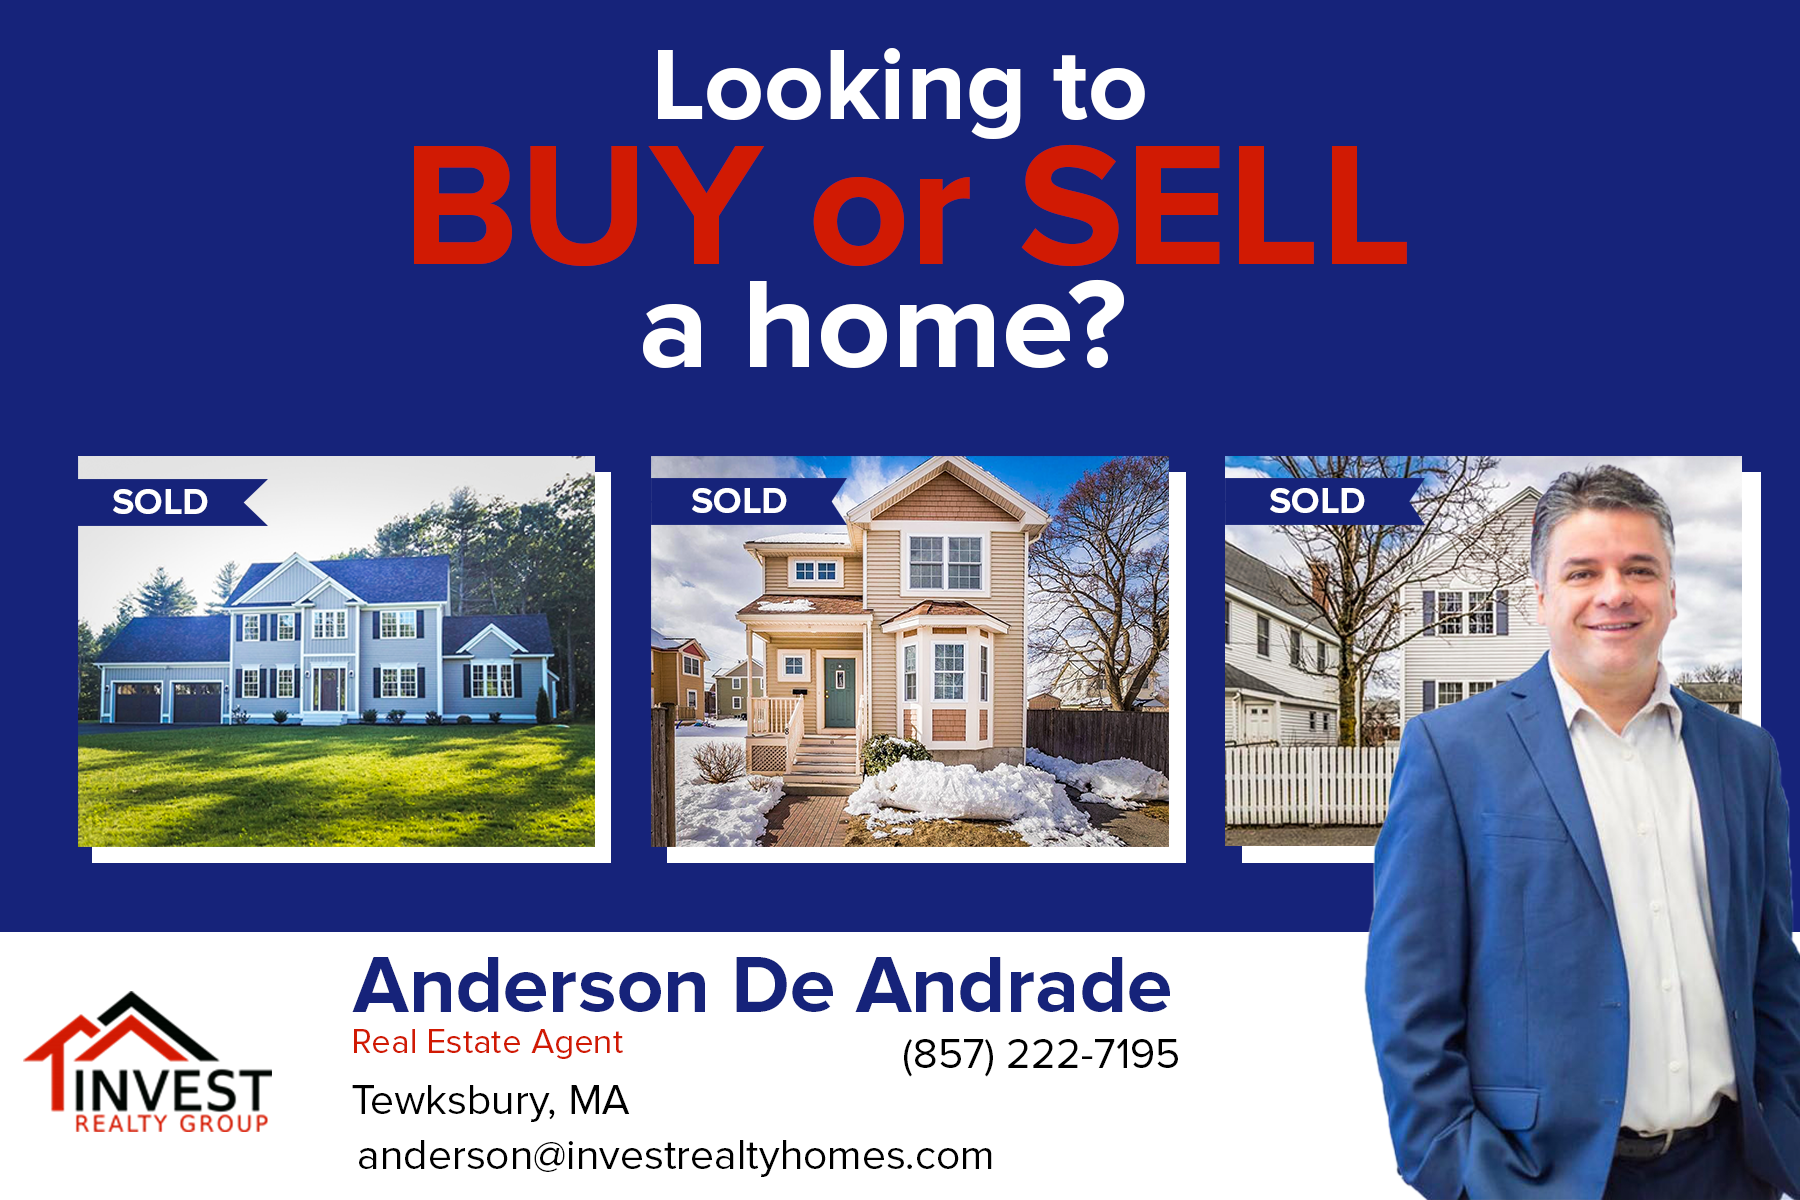 Looking to
BUY or SELL
a home?
SOLD
SOLD
SOLD
Anderson De Andrade
Real Estate Agent
(857) 222-7195
Tewksbury, MA
anderson@investrealtyhomes.com
INVEST
REALTY GROUP